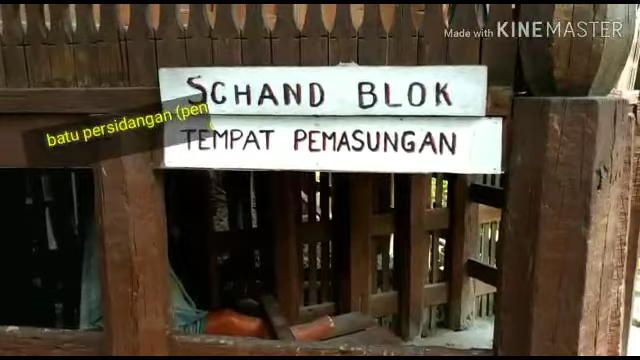 Made with KINEMASTER
SCHAND BLOK
batu persidangan (pen
TEMPAT PEMASUNGAN